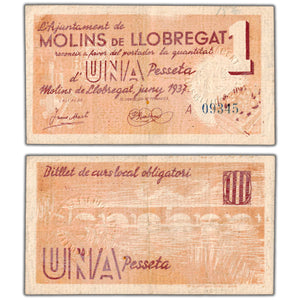 L'Ajuntament de
MOLINS DE LLOBREGAT
reconeix a favor del portador la quantitat
d'UNA Pesseta
Molins de Llobregat, juny 1937.
A 09345
1
Bitllet de curs local obligatori.
UNA Pesseta